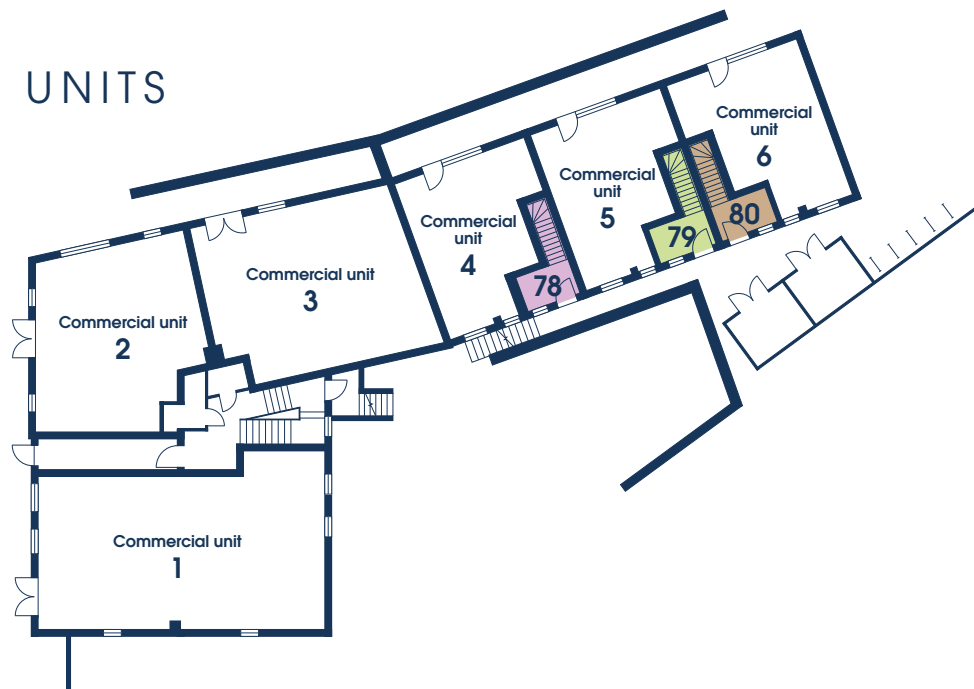 UNITS
Commercial
unit
6
Commercial
unit
5
Commercial
unit
4
80
79
78
Commercial unit
3
Commercial unit
2
Commercial unit
1